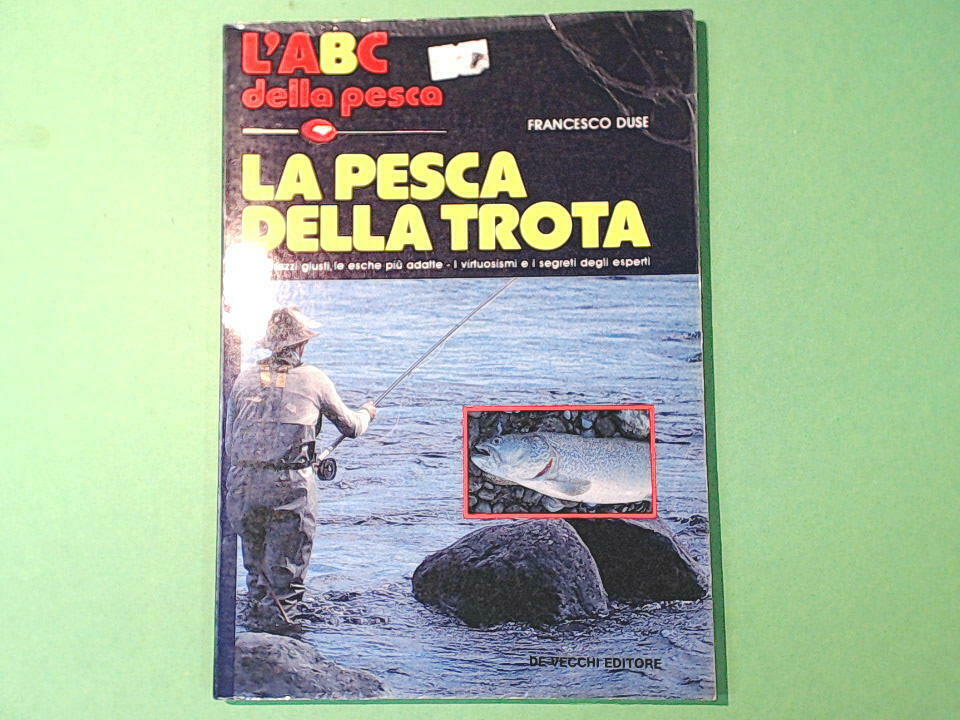 L'ABC
della pesca
FRANCESCO DUSE
LA PESCA
DELLA TROTA
giusti, le esche più adatte - I virtuosismi e i segreti degli esperti
DE VECCHI EDITORE